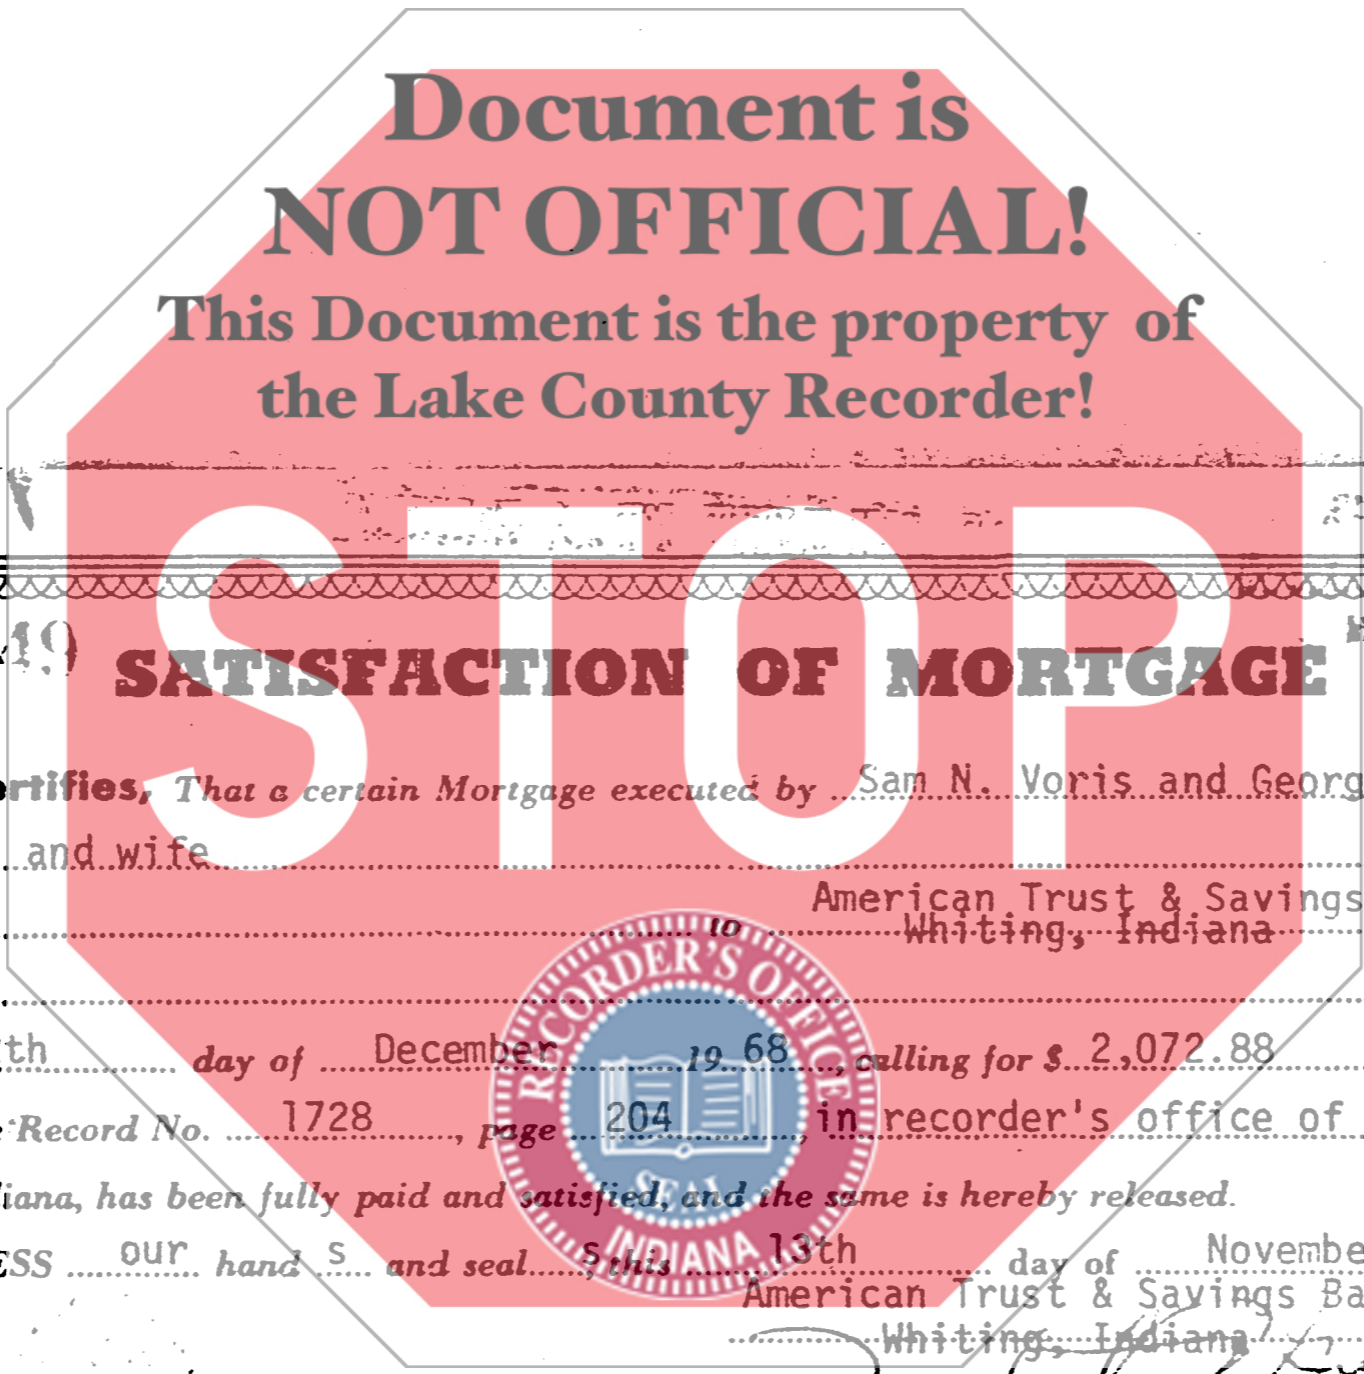 Document is
NOT OFFICIAL!
This Document is the property of
the Lake County Recorder!
STOP
49
SATISFACTION OF MORTGAGE
ertifies, That a certain Mortgage executed by Sam N. Voris and Georg
and wife
American Trust & Savings
to Whiting, Indiana
th day of December 19 68, calling for $ 2,072.88
Record No. 1728, page 204, in recorder's office of
iana, has been fully paid and satisfied, and the same is hereby released.
ESS our hand s and seal s, this 13th day of Novembe
American Trust & Savings Ba
Whiting, Indiana
RECORDER'S OFFICE
SEAL
INDIANA